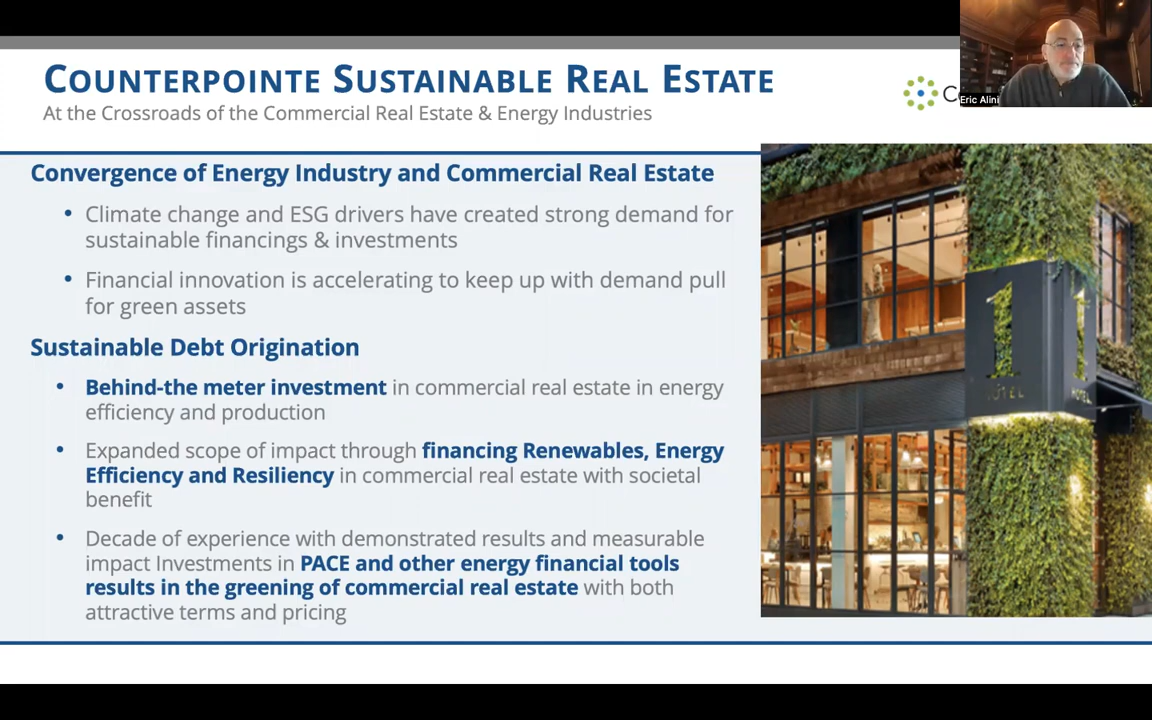 COUNTERPOINTE SUSTAINABLE REAL ESTATE
At the Crossroads of the Commercial Real Estate & Energy Industries
C
Eric Alini
Convergence of Energy Industry and Commercial Real Estate
• Climate change and ESG drivers have created strong demand for
sustainable financings & investments
• Financial innovation is accelerating to keep up with demand pull
for green assets
Sustainable Debt Origination
• Behind-the meter investment in commercial real estate in energy
efficiency and production
• Expanded scope of impact through financing Renewables, Energy
Efficiency and Resiliency in commercial real estate with societal
benefit
• Decade of experience with demonstrated results and measurable
impact Investments in PACE and other energy financial tools
results in the greening of commercial real estate with both
attractive terms and pricing
1
HOTEL
1
HOTEL